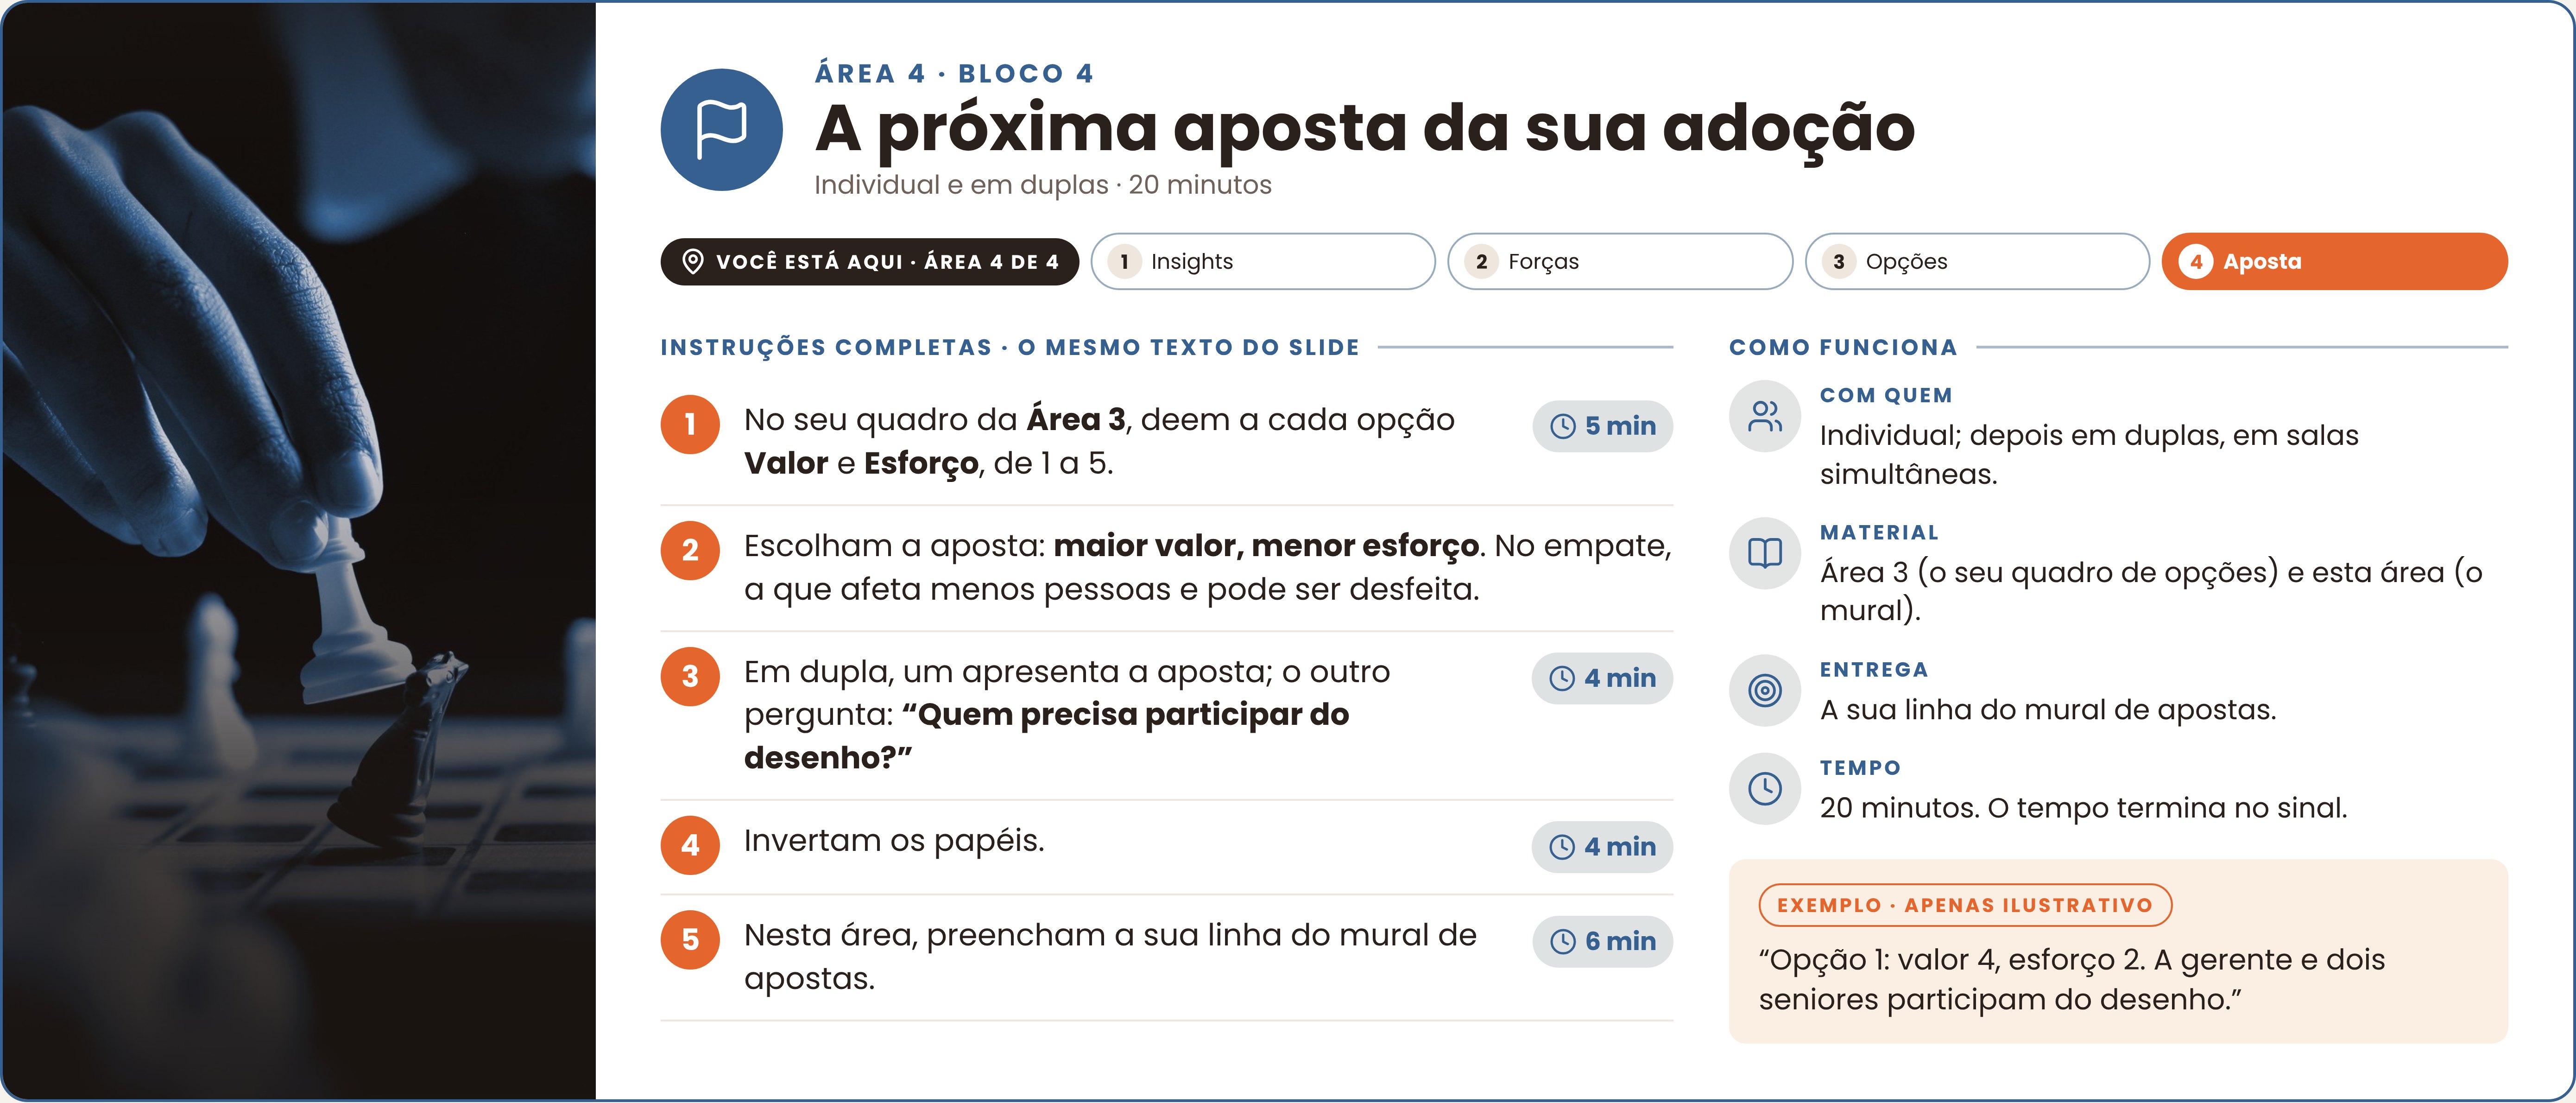 ÁREA 4 · BLOCO 4
A próxima aposta da sua adoção
Individual e em duplas · 20 minutos
VOCÊ ESTÁ AQUI · ÁREA 4 DE 4
1 Insights
2 Forças
3 Opções
4 Aposta
INSTRUÇÕES COMPLETAS · O MESMO TEXTO DO SLIDE
1 No seu quadro da Área 3, deem a cada opção
Valor e Esforço, de 1 a 5.
5 min
2 Escolham a aposta: maior valor, menor esforço. No empate,
a que afeta menos pessoas e pode ser desfeita.
3 Em dupla, um apresenta a aposta; o outro
pergunta: “Quem precisa participar do
desenho?”
4 min
4 Invertam os papéis.
4 min
5 Nesta área, preencham a sua linha do mural de
apostas.
6 min
COMO FUNCIONA
COM QUEM
Individual; depois em duplas, em salas
simultâneas.
MATERIAL
Área 3 (o seu quadro de opções) e esta área (o
mural).
ENTREGA
A sua linha do mural de apostas.
TEMPO
20 minutos. O tempo termina no sinal.
EXEMPLO · APENAS ILUSTRATIVO
“Opção 1: valor 4, esforço 2. A gerente e dois
seniores participam do desenho.”